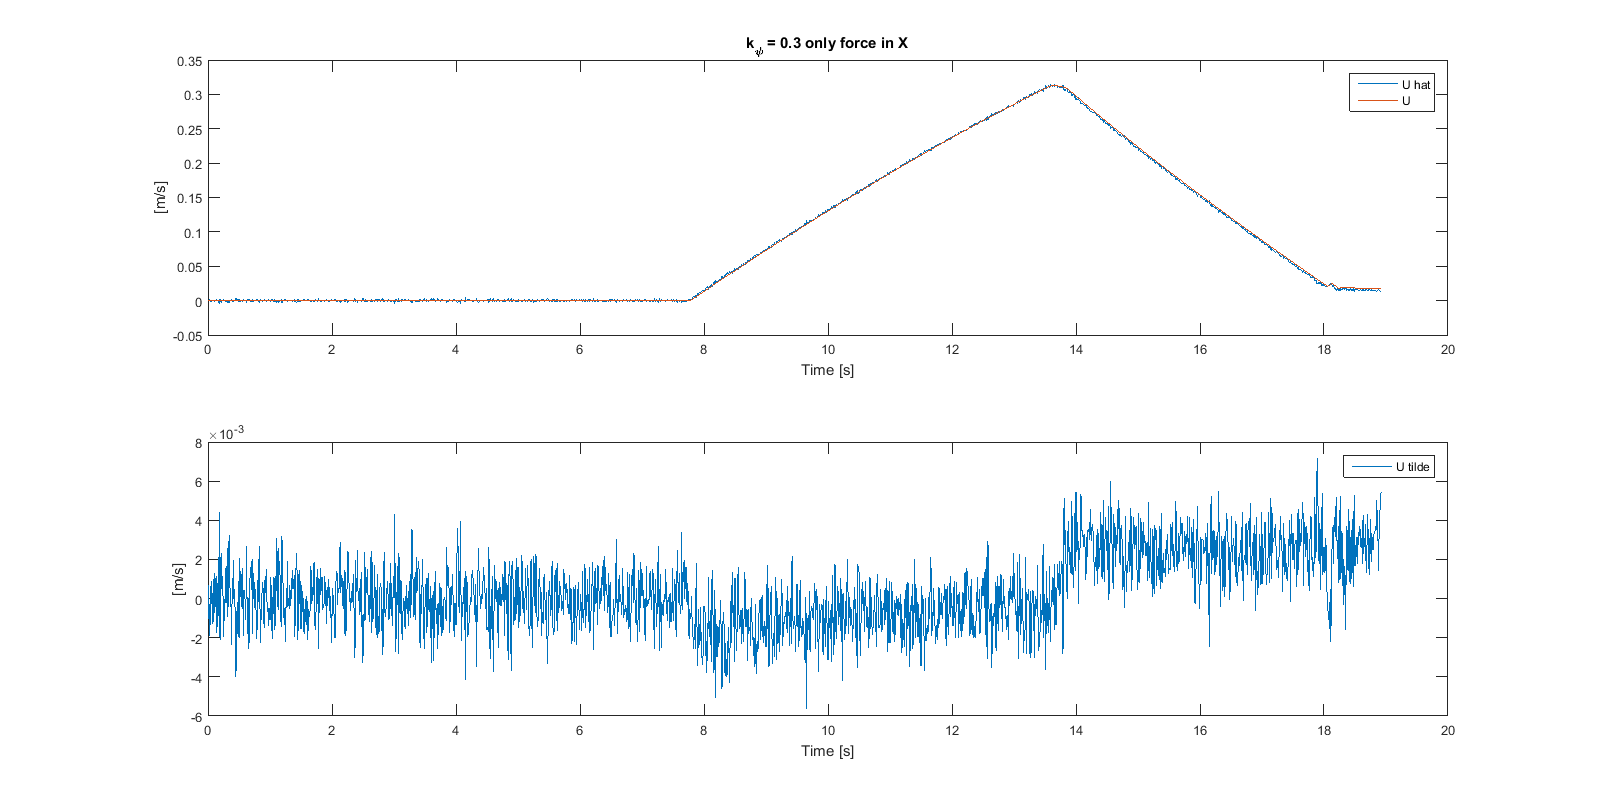 k_ψ = 0.3 only force in X
0.35
0.3
0.25
0.2
0.15
0.1
0.05
0
-0.05
[m/s]
U hat
U
0 2 4 6 8 10 12 14 16 18 20
Time [s]
×10^-3
8
6
4
2
0
-2
-4
-6
[m/s]
U tilde
0 2 4 6 8 10 12 14 16 18 20
Time [s]